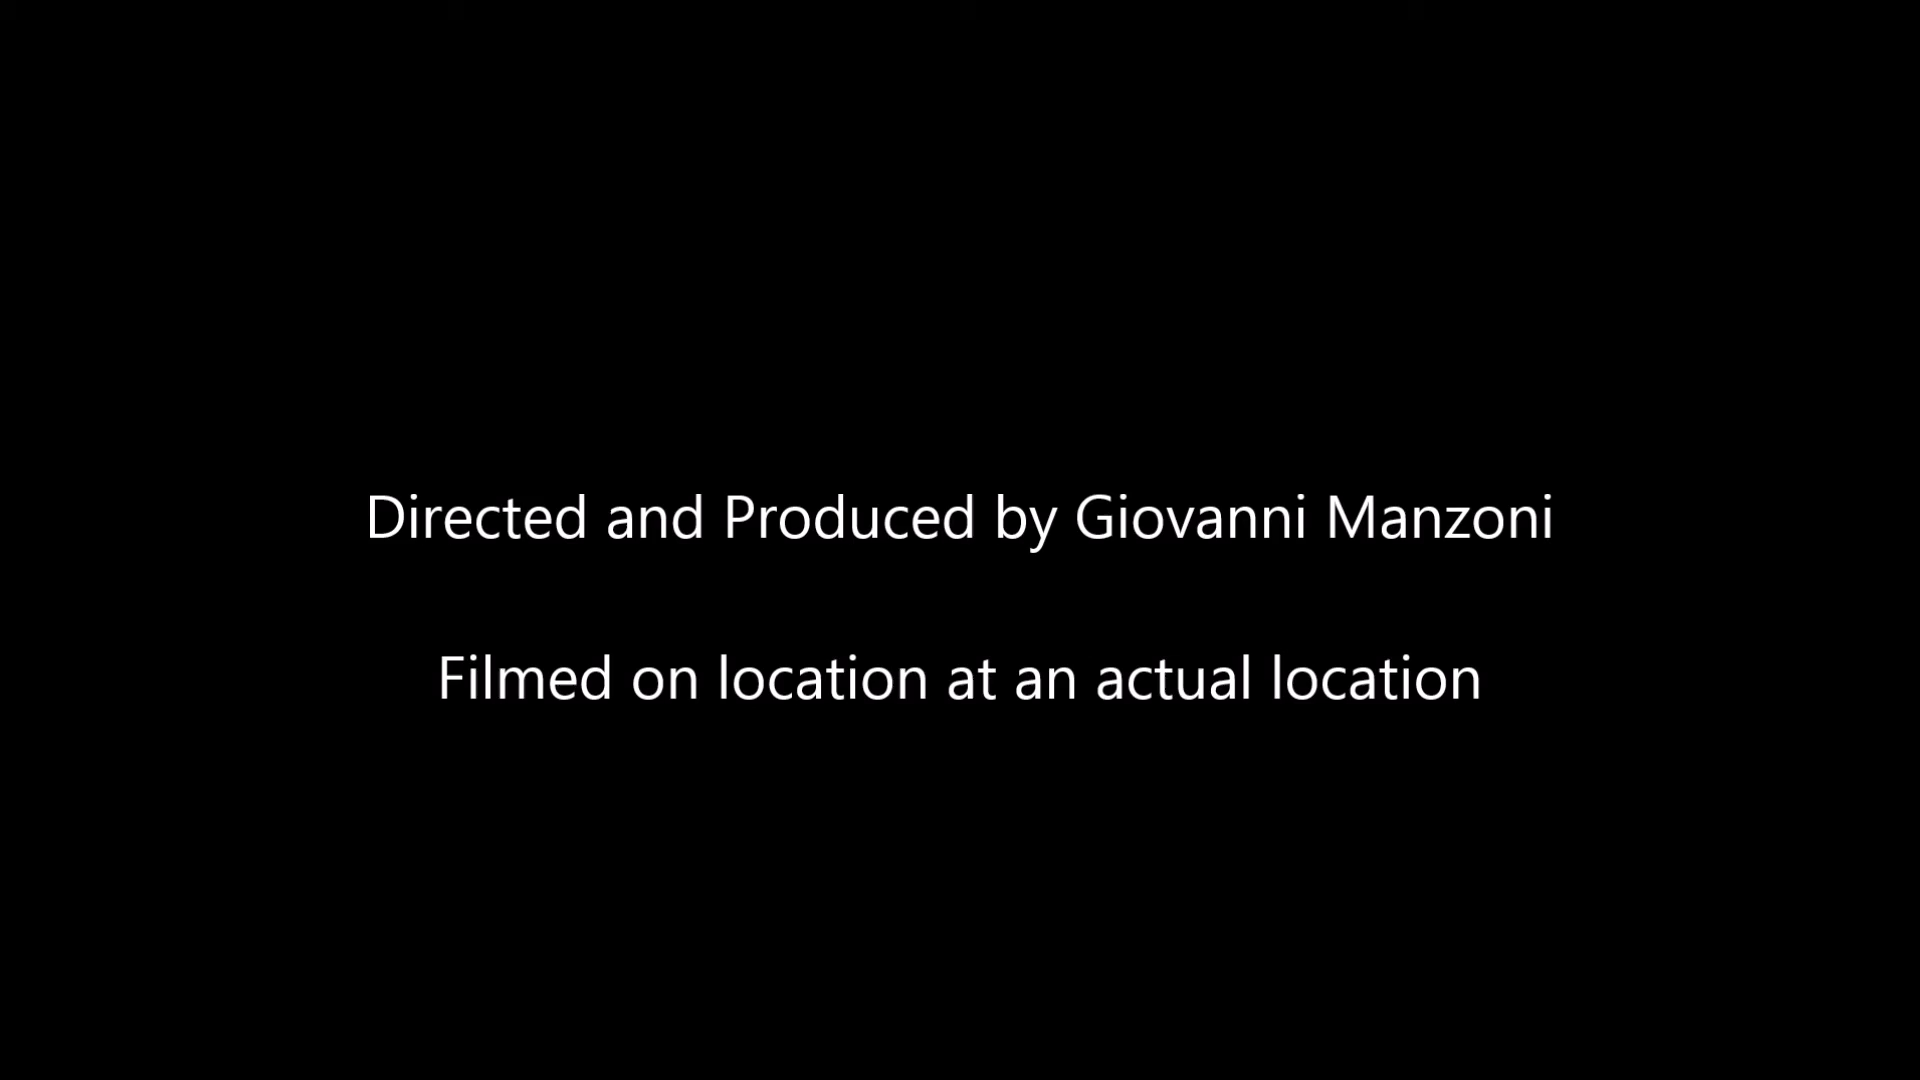 Directed and Produced by Giovanni Manzoni
Filmed on location at an actual location